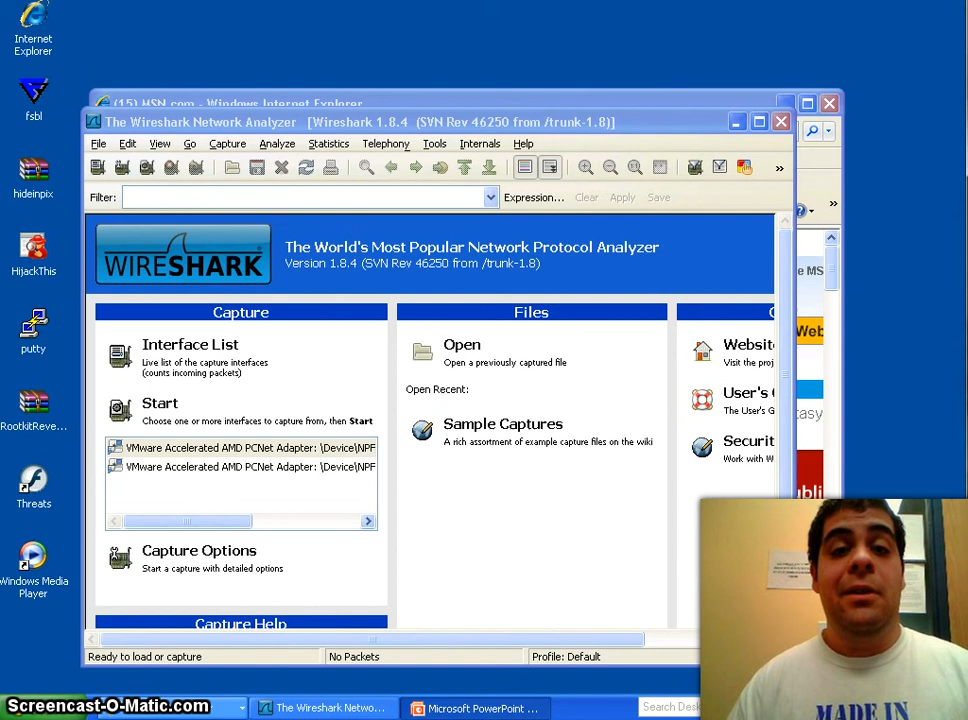 Internet
Explorer
fsbl
hideinpix
HijackThis
putty
RootkitReve...
Threats
Windows Media
Player
(15) MSN.com - Windows Internet Explorer
The Wireshark Network Analyzer [Wireshark 1.8.4 (SVN Rev 46250 from /trunk-1.8)]
File Edit View Go Capture Analyze Statistics Telephony Tools Internals Help
Filter: Expression... Clear Apply Save
WIRESHARK
The World's Most Popular Network Protocol Analyzer
Version 1.8.4 (SVN Rev 46250 from /trunk-1.8)
Capture
Interface List
Live list of the capture interfaces
(counts incoming packets)
Start
Choose one or more interfaces to capture from, then Start
VMware Accelerated AMD PCNet Adapter: \Device\NPF
VMware Accelerated AMD PCNet Adapter: \Device\NPF
Capture Options
Start a capture with detailed options
Capture Help
Files
Open
Open a previously captured file
Open Recent:
Sample Captures
A rich assortment of example capture files on the wiki
Website
Visit the proj
User's
The User's G
Securit
Work with W
e MS
Web
tasy
ubli
Ready to load or capture
No Packets
Profile: Default
Screencast-O-Matic.com
The Wireshark Netwo...
Microsoft PowerPoint ...
Search Desk
MADE IN